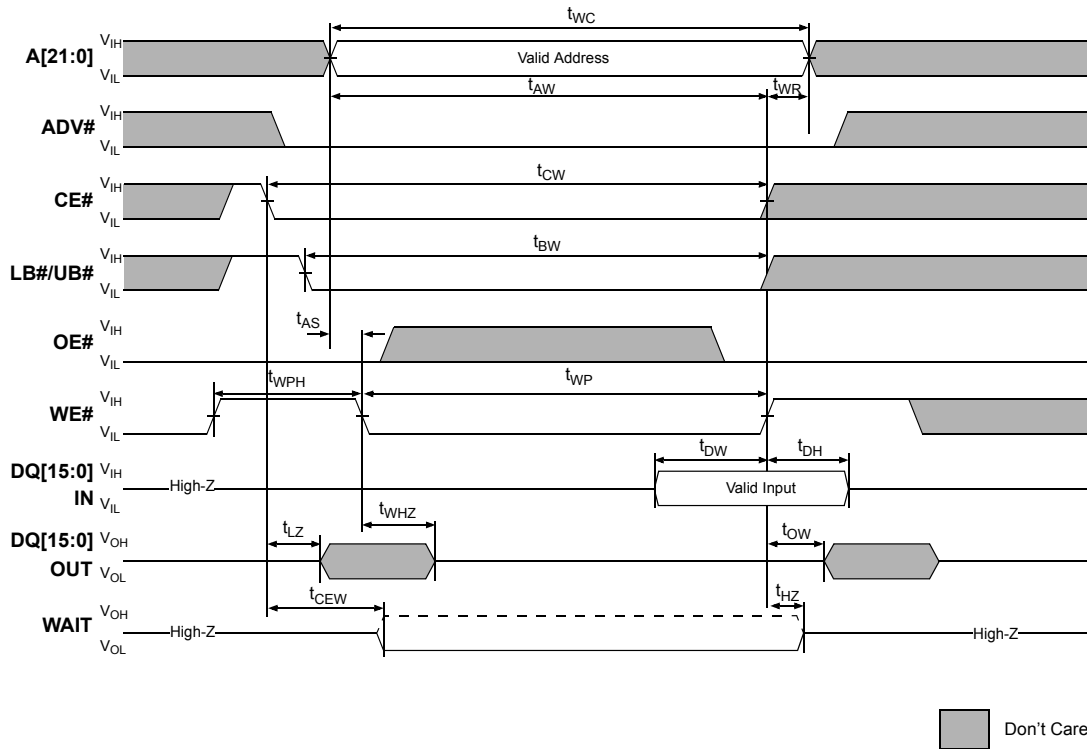 tWC
A[21:0] VIH
VIL
Valid Address
tAW
tWR
ADV# VIH
VIL
tCW
CE# VIH
VIL
tBW
LB#/UB# VIH
VIL
tAS
OE# VIH
VIL
tWPH
tWP
WE# VIH
VIL
tDW
tDH
DQ[15:0] VIH
IN VIL
High-Z
Valid Input
tWHZ
tLZ
tOW
DQ[15:0] VOH
OUT VOL
tCEW
tHZ
WAIT VOH
VOL
High-Z
High-Z
Don't Care